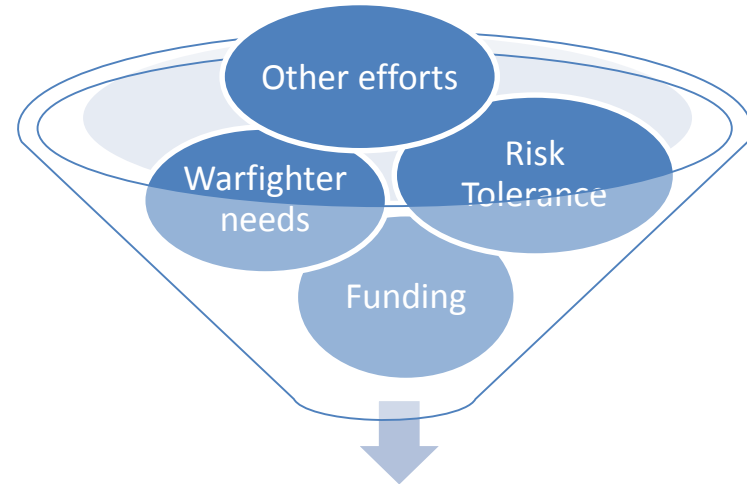 Other efforts
Warfighter
needs
Risk
Tolerance
Funding